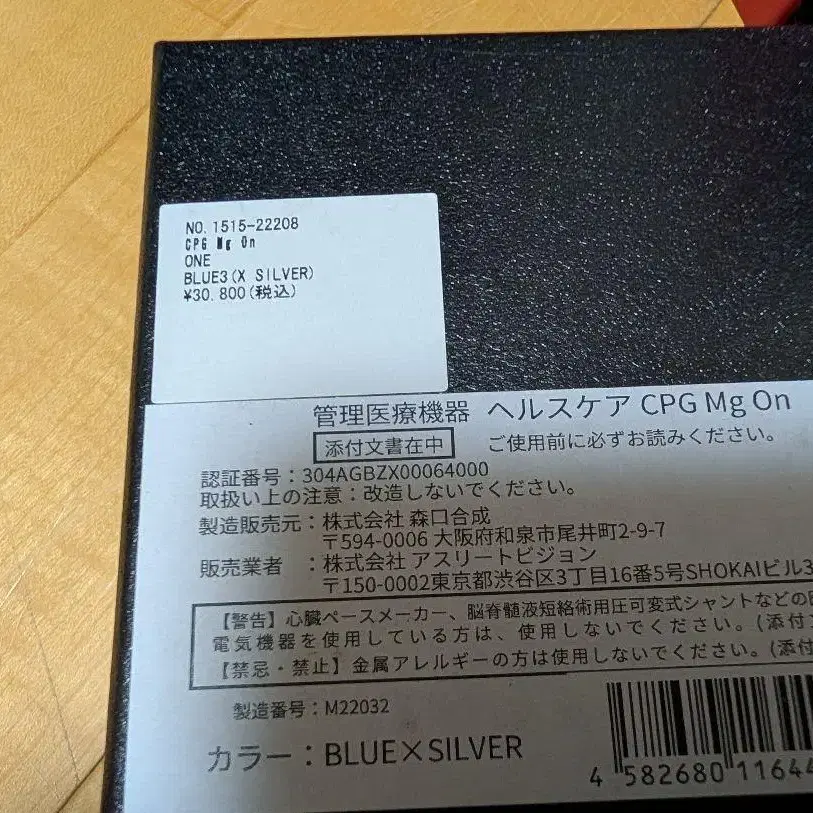 NO. 1515-22208
CPG Mg On
ONE
BLUE3(X SILVER)
¥30.800(税込)
管理医療機器 ヘルスケア CPG Mg On
添付文書在中 ご使用前に必ずお読みください。
認証番号：304AGBZX00064000
取扱い上の注意：改造しないでください。
製造販売元：株式会社 森口合成
〒594-0006 大阪府和泉市尾井町2-9-7
販売業者 ：株式会社 アスリートビジョン
〒150-0002東京都渋谷区3丁目16番5号SHOKAIビル3
【警告】心臓ペースメーカー、脳脊髄液短絡術用圧可変式シャントなどの
電気機器を使用している方は、使用しないでください。(添付
【禁忌・禁止】金属アレルギーの方は使用しないでください。(添付
製造番号：M22032
カラー：BLUE×SILVER
4 582680 11644